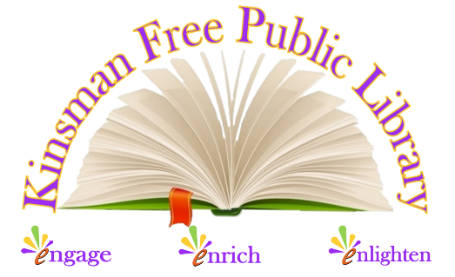 Kinsman Free Public Library
engage enrich enlighten